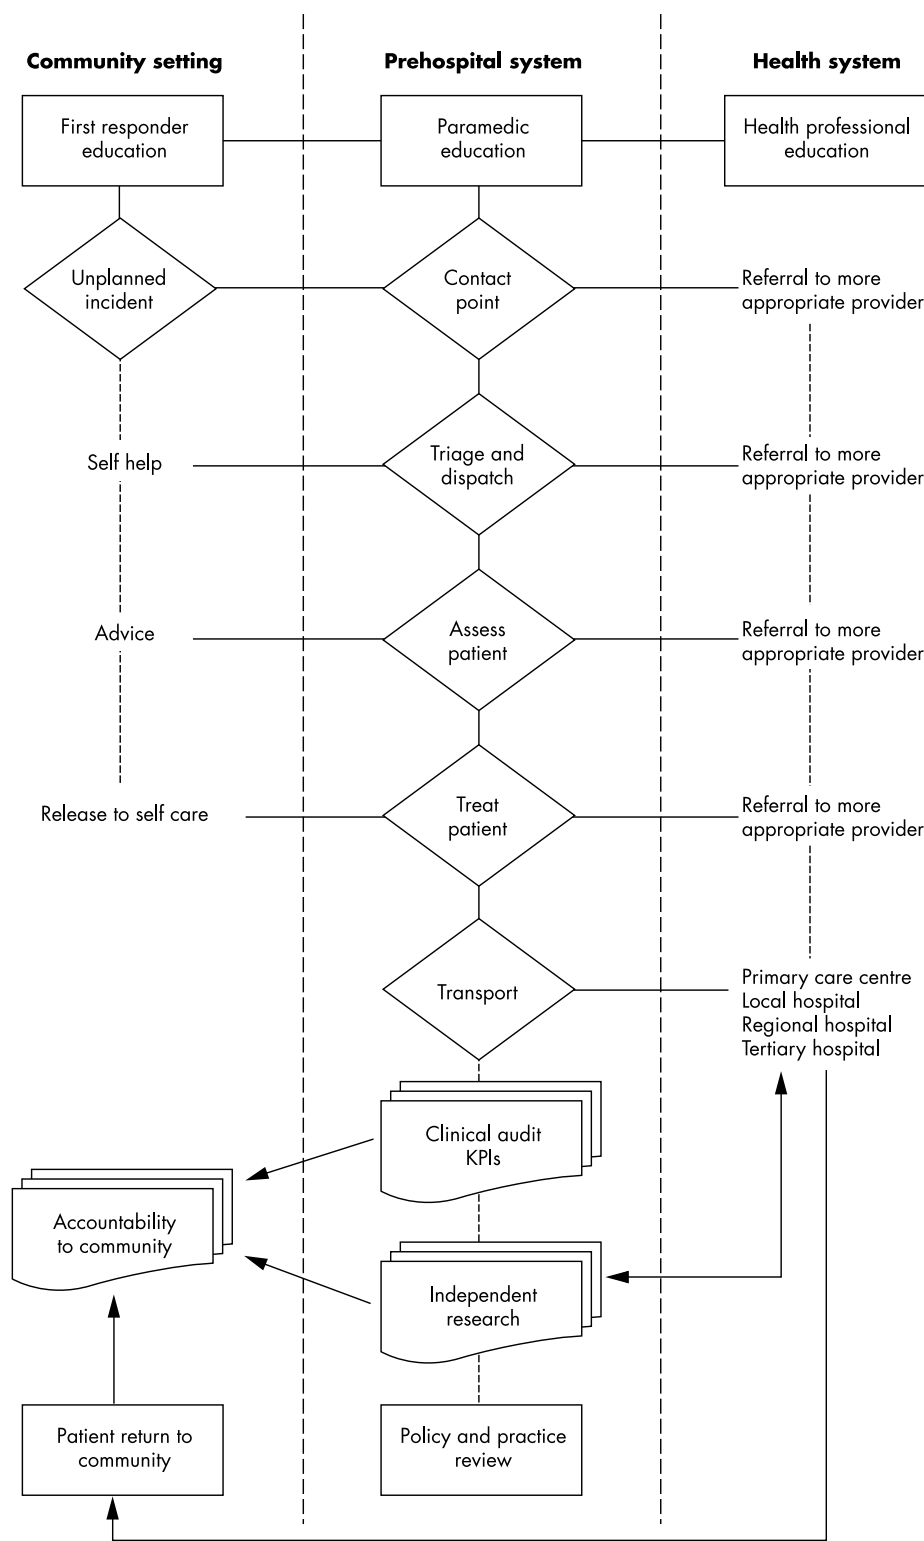 Community setting
Prehospital system
Health system
First responder
education
Paramedic
education
Health professional
education
Unplanned
incident
Contact
point
Referral to more
appropriate provider
Self help
Triage and
dispatch
Referral to more
appropriate provider
Advice
Assess
patient
Referral to more
appropriate provider
Release to self care
Treat
patient
Referral to more
appropriate provider
Transport
Primary care centre
Local hospital
Regional hospital
Tertiary hospital
Clinical audit
KPIs
Accountability
to community
Independent
research
Patient return to
community
Policy and practice
review